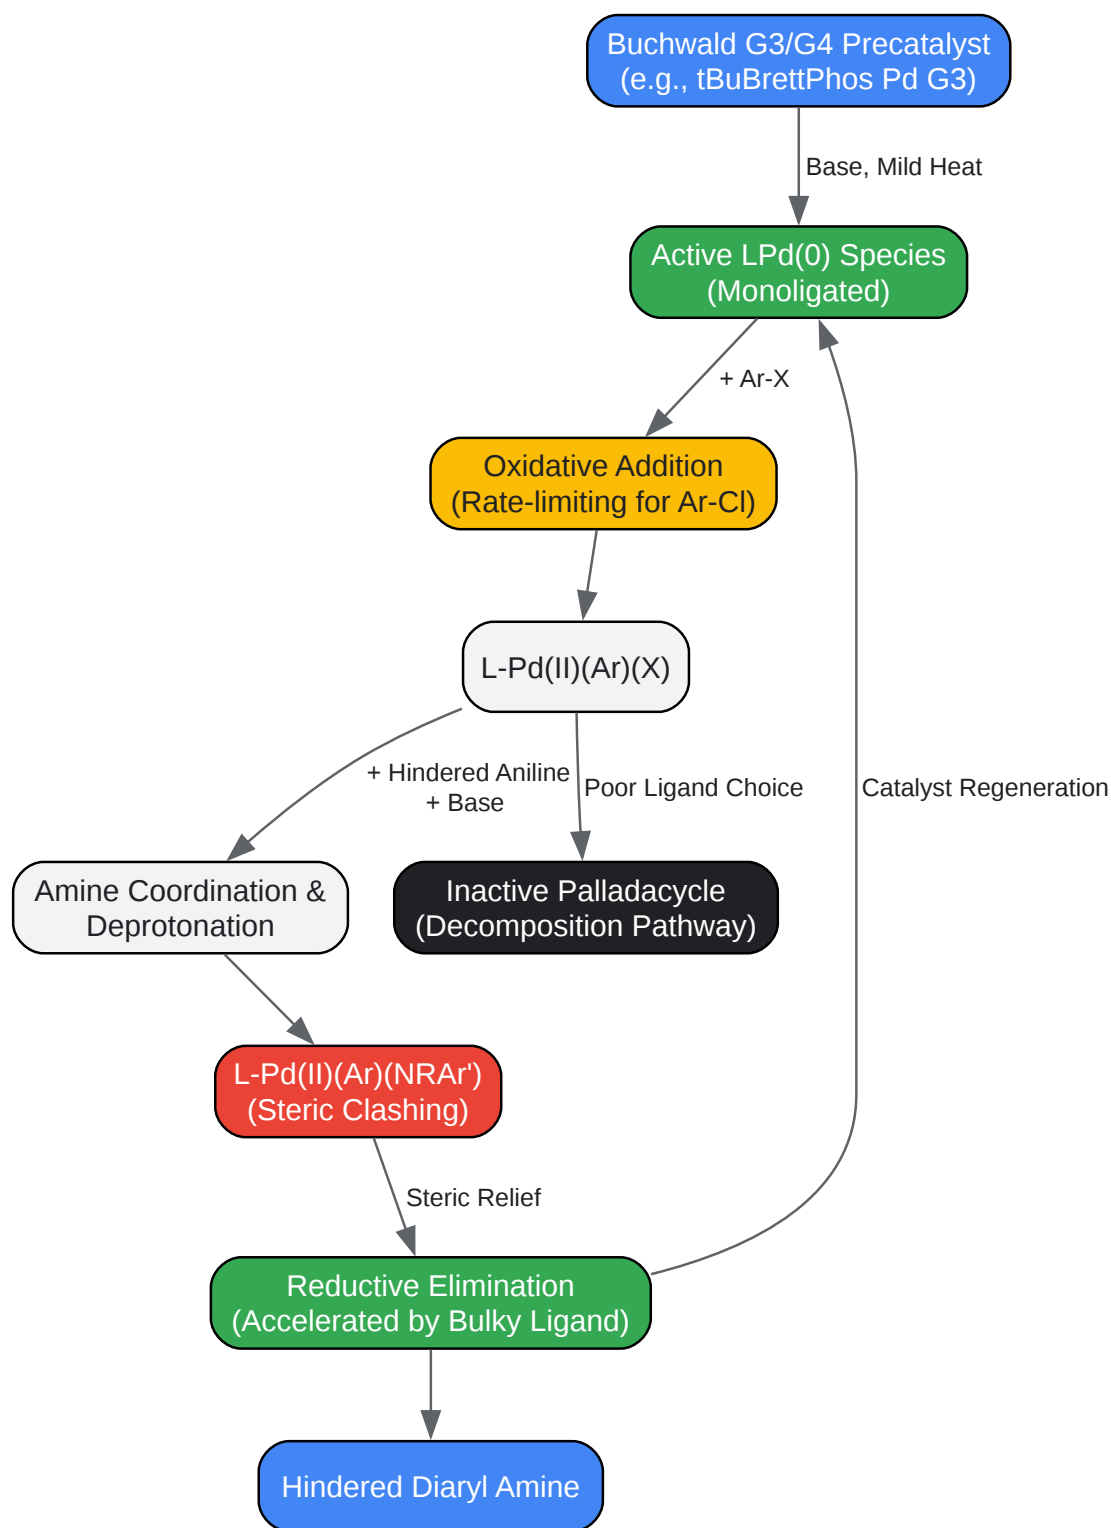 Buchwald G3/G4 Precatalyst
(e.g., tBuBrettPhos Pd G3)
Base, Mild Heat
Active LPd(0) Species
(Monoligated)
+ Ar-X
Oxidative Addition
(Rate-limiting for Ar-Cl)
L-Pd(II)(Ar)(X)
+ Hindered Aniline
+ Base
Poor Ligand Choice
Catalyst Regeneration
Amine Coordination &
Deprotonation
Inactive Palladacycle
(Decomposition Pathway)
L-Pd(II)(Ar)(NRAr')
(Steric Clashing)
Steric Relief
Reductive Elimination
(Accelerated by Bulky Ligand)
Hindered Diaryl Amine